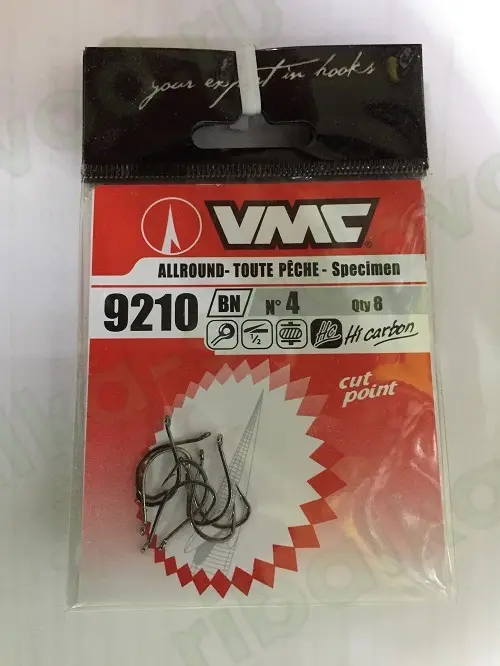 your expert in hooks
VMC®
ALLROUND- TOUTE PÊCHE - Specimen
9210 BN N° 4 Qty 8
1/2 HC Hi carbon
cut
point